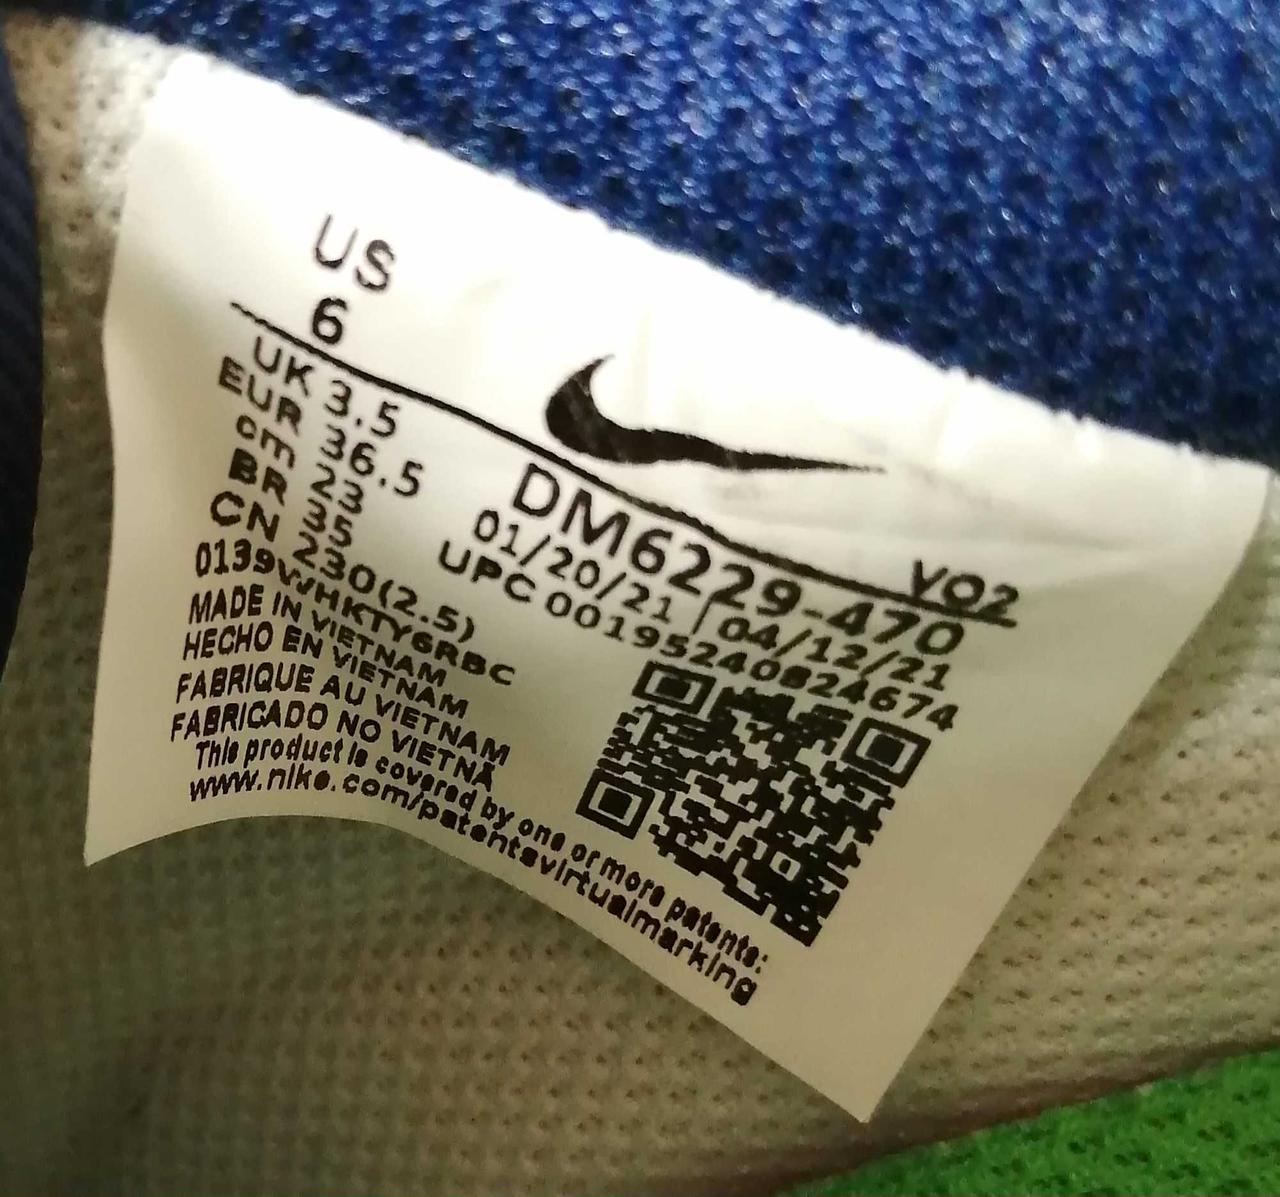 US
6
UK 3.5
EUR 36.5
cm 23
BR 35
CN 230(2.5)
0139WHKTY6RBC
MADE IN VIETNAM
HECHO EN VIETNAM
FABRIQUE AU VIETNAM
FABRICADO NO VIETNÃ
This product is covered by one or more patents:
www.nike.com/patentsvirtualmarking
VO2
DM6229-470
01/20/21 04/12/21
UPC 00195240824674